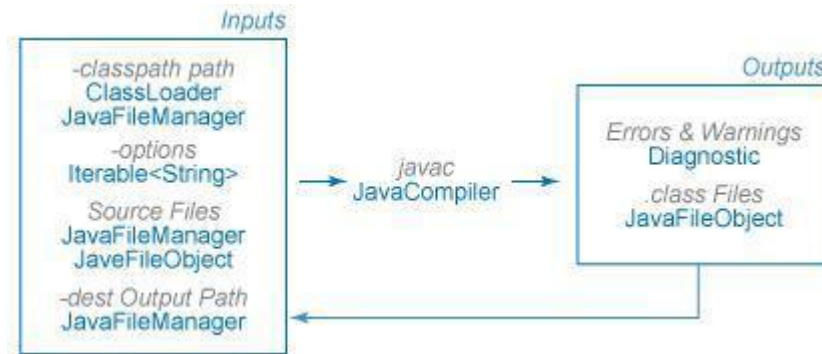 Inputs
-classpath path
ClassLoader
JavaFileManager
-options
Iterable<String>
Source Files
JavaFileManager
JaveFileObject
-dest Output Path
JavaFileManager
javac
JavaCompiler
Outputs
Errors & Warnings
Diagnostic
.class Files
JavaFileObject